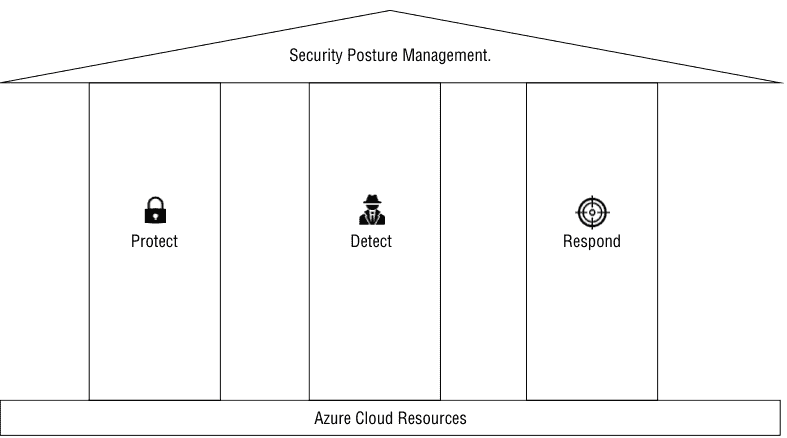 Security Posture Management.
Protect
Detect
Respond
Azure Cloud Resources